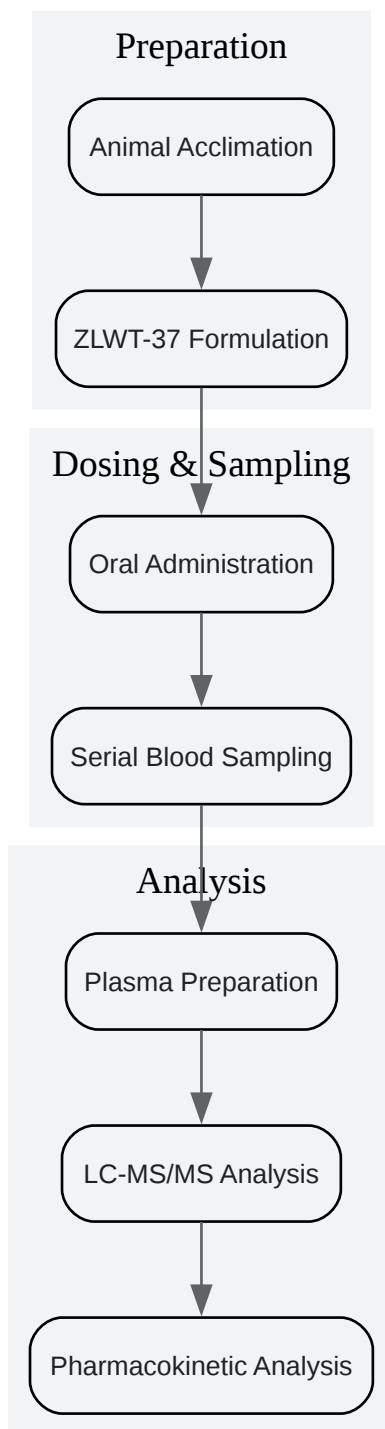 Preparation
Animal Acclimation
ZLWT-37 Formulation
Dosing & Sampling
Oral Administration
Serial Blood Sampling
Analysis
Plasma Preparation
LC-MS/MS Analysis
Pharmacokinetic Analysis